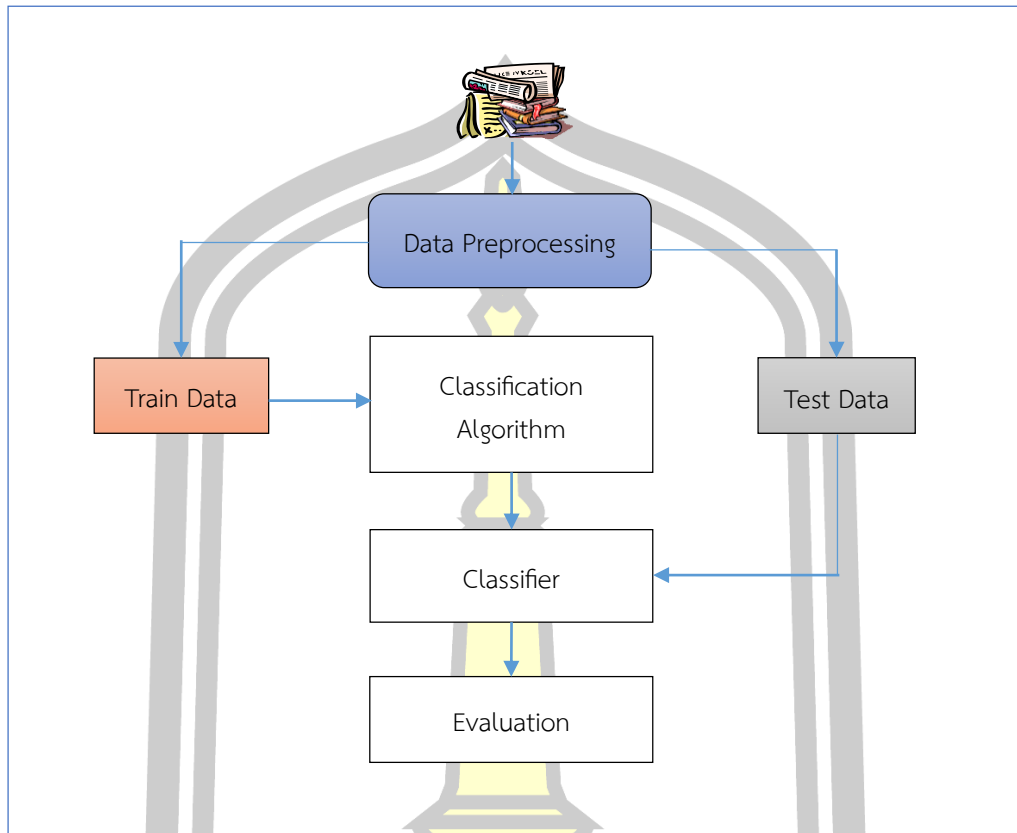 Data Preprocessing
Train Data
Classification
Algorithm
Test Data
Classifier
Evaluation